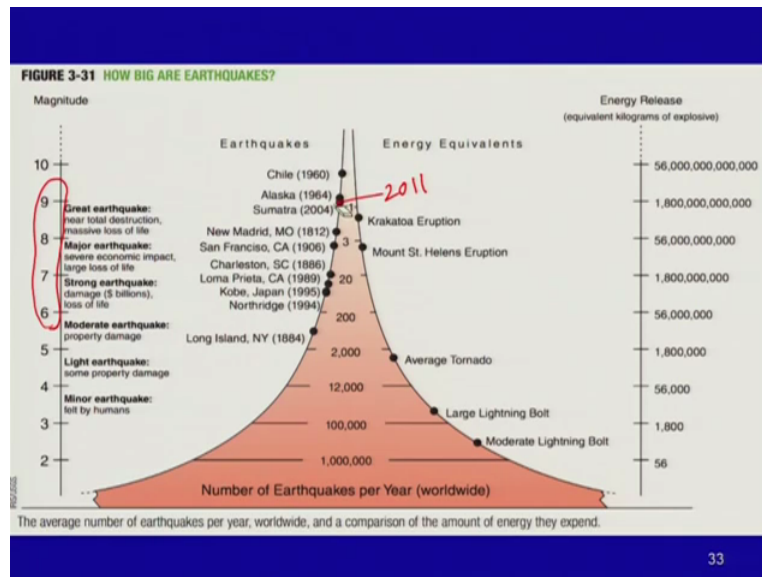 FIGURE 3-31 HOW BIG ARE EARTHQUAKES?
Magnitude
Energy Release
(equivalent kilograms of explosive)
Earthquakes
Energy Equivalents
10
9
8
7
6
5
4
3
2
Great earthquake:
near total destruction,
massive loss of life
Major earthquake:
severe economic impact,
large loss of life
Strong earthquake:
damage ($ billions),
loss of life
Moderate earthquake:
property damage
Light earthquake:
some property damage
Minor earthquake:
felt by humans
Chile (1960)
Alaska (1964)
Sumatra (2004)
New Madrid, MO (1812)
San Franciso, CA (1906)
Charleston, SC (1886)
Loma Prieta, CA (1989)
Kobe, Japan (1995)
Northridge (1994)
Long Island, NY (1884)
2011
3
20
200
2,000
12,000
100,000
1,000,000
Number of Earthquakes per Year (worldwide)
Krakatoa Eruption
Mount St. Helens Eruption
Average Tornado
Large Lightning Bolt
Moderate Lightning Bolt
56,000,000,000,000
1,800,000,000,000
56,000,000,000
1,800,000,000
56,000,000
1,800,000
56,000
1,800
56
The average number of earthquakes per year, worldwide, and a comparison of the amount of energy they expend.
33